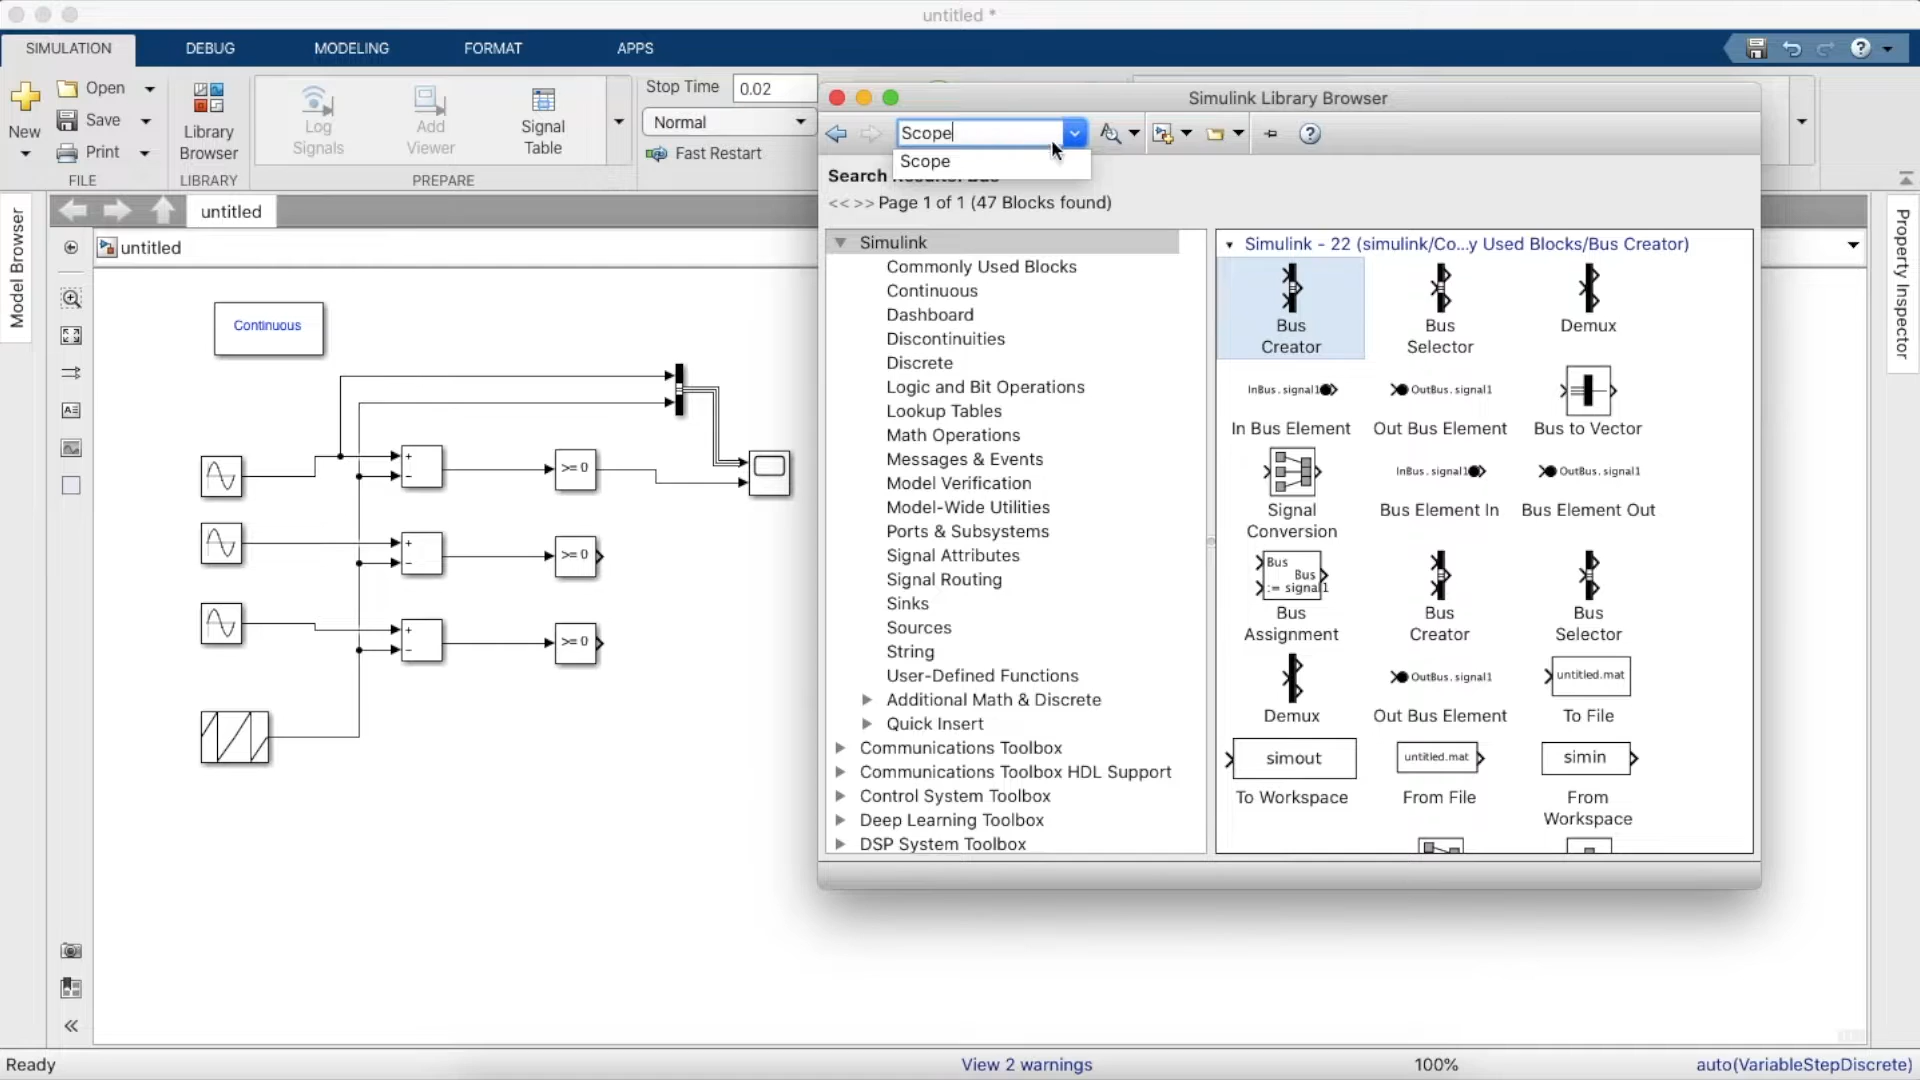 untitled *
SIMULATION
DEBUG
MODELING
FORMAT
APPS
?
New
Open
Save
Print
FILE
Library
Browser
LIBRARY
Log
Signals
Add
Viewer
Signal
Table
PREPARE
Stop Time
0.02
Normal
Fast Restart
Simulink Library Browser
Scope
?
Scope
Search
<< >> Page 1 of 1 (47 Blocks found)
Simulink
Commonly Used Blocks
Continuous
Dashboard
Discontinuities
Discrete
Logic and Bit Operations
Lookup Tables
Math Operations
Messages & Events
Model Verification
Model-Wide Utilities
Ports & Subsystems
Signal Attributes
Signal Routing
Sinks
Sources
String
User-Defined Functions
Additional Math & Discrete
Quick Insert
Communications Toolbox
Communications Toolbox HDL Support
Control System Toolbox
Deep Learning Toolbox
DSP System Toolbox
Simulink - 22 (simulink/Co...y Used Blocks/Bus Creator)
Bus
Creator
Bus
Selector
Demux
InBus.signal1
OutBus.signal1
In Bus Element
Out Bus Element
Bus to Vector
Signal
Conversion
InBus.signal1
Bus Element In
OutBus.signal1
Bus Element Out
Bus
Bus
:= signal1
Bus
Assignment
Bus
Creator
Bus
Selector
Demux
OutBus.signal1
Out Bus Element
untitled.mat
To File
simout
To Workspace
untitled.mat
From File
simin
From
Workspace
Model Browser
Property Inspector
untitled
untitled
Continuous
+
-
>= 0
+
-
>= 0
+
-
>= 0
Ready
View 2 warnings
100%
auto(VariableStepDiscrete)